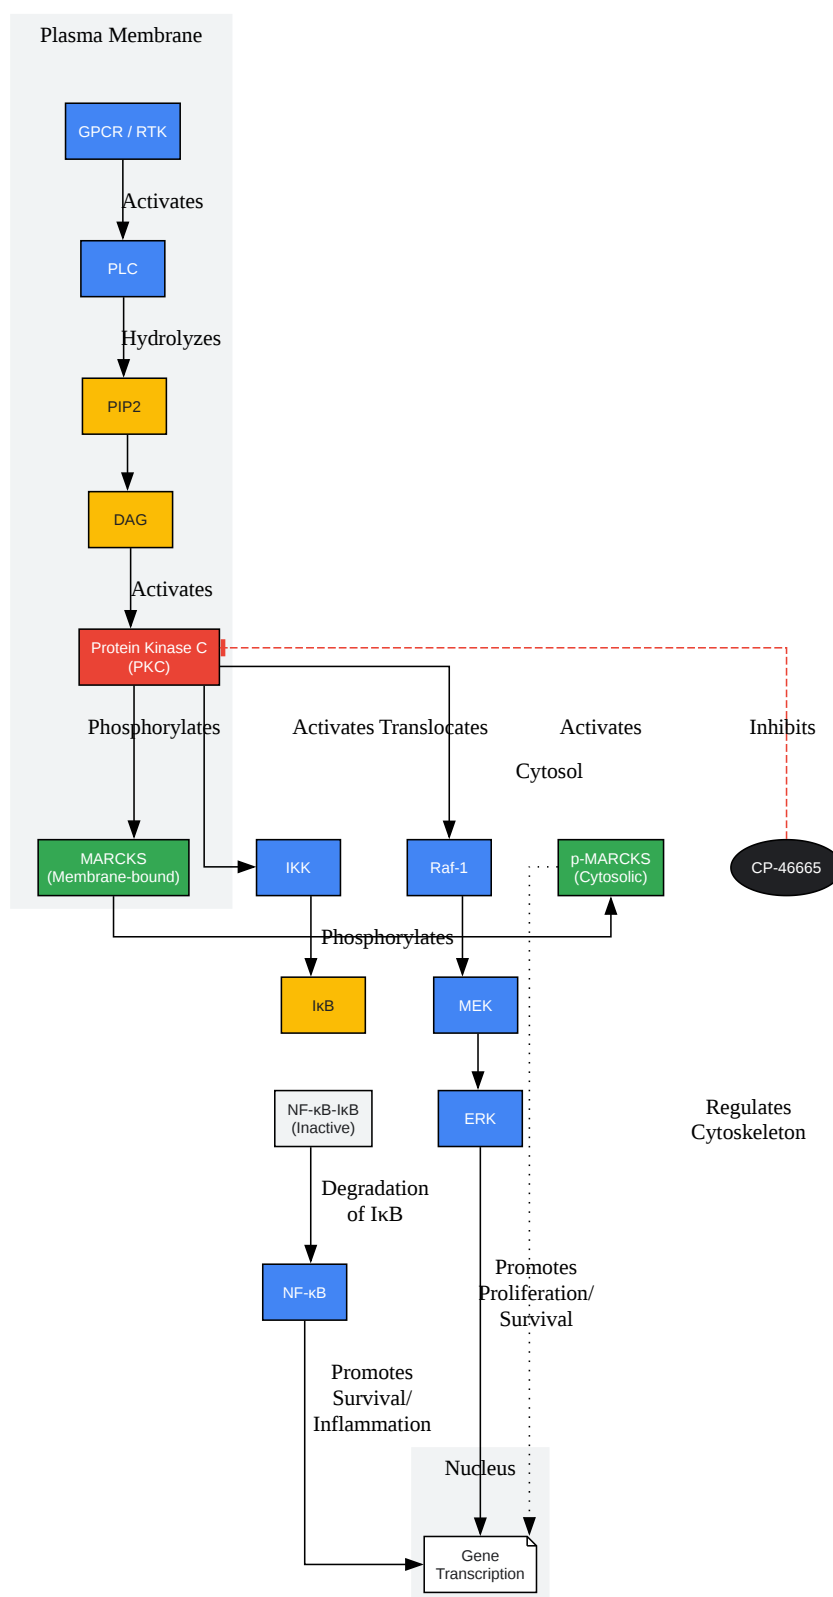 Plasma Membrane
GPCR / RTK
Activates
PLC
Hydrolyzes
PIP2
DAG
Activates
Protein Kinase C
(PKC)
Phosphorylates
Activates
Translocates
Activates
Inhibits
Cytosol
MARCKS
(Membrane-bound)
IKK
Raf-1
p-MARCKS
(Cytosolic)
CP-46665
Phosphorylates
IκB
MEK
NF-κB-IκB
(Inactive)
ERK
Regulates
Cytoskeleton
Degradation
of IκB
NF-κB
Promotes
Proliferation/
Survival
Promotes
Survival/
Inflammation
Nucleus
Gene
Transcription